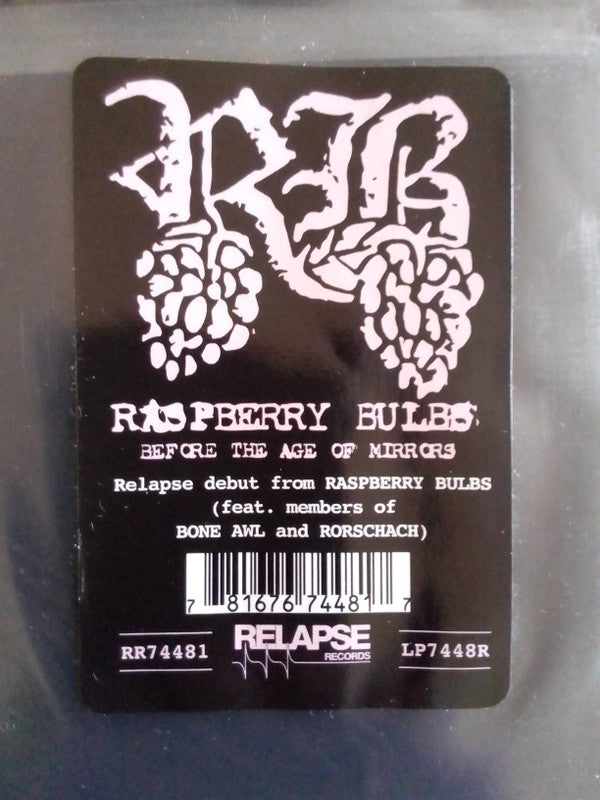 RB
RASPBERRY BULBS
BEFORE THE AGE OF MIRRORS
Relapse debut from RASPBERRY BULBS
(feat. members of
BONE AWL and RORSCHACH)
7 81676 74481 7
RR74481
RELAPSE
RECORDS
LP7448R